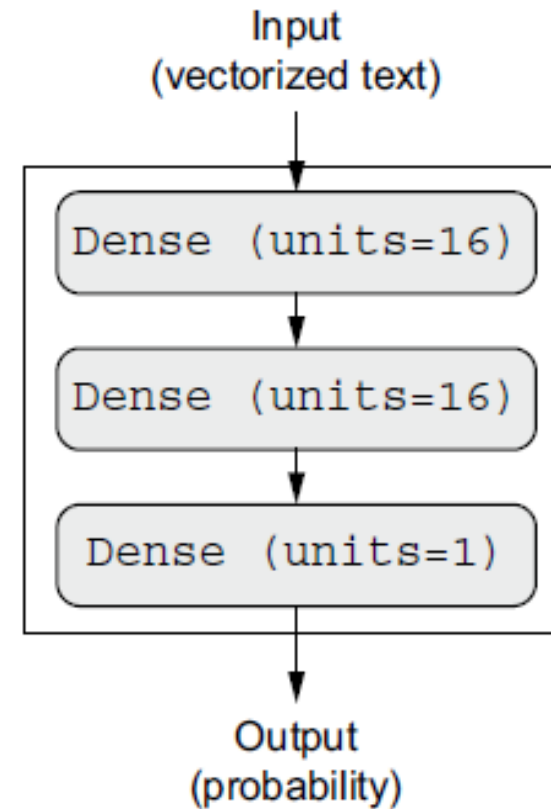 Input
(vectorized text)
Dense (units=16)
Dense (units=16)
Dense (units=1)
Output
(probability)